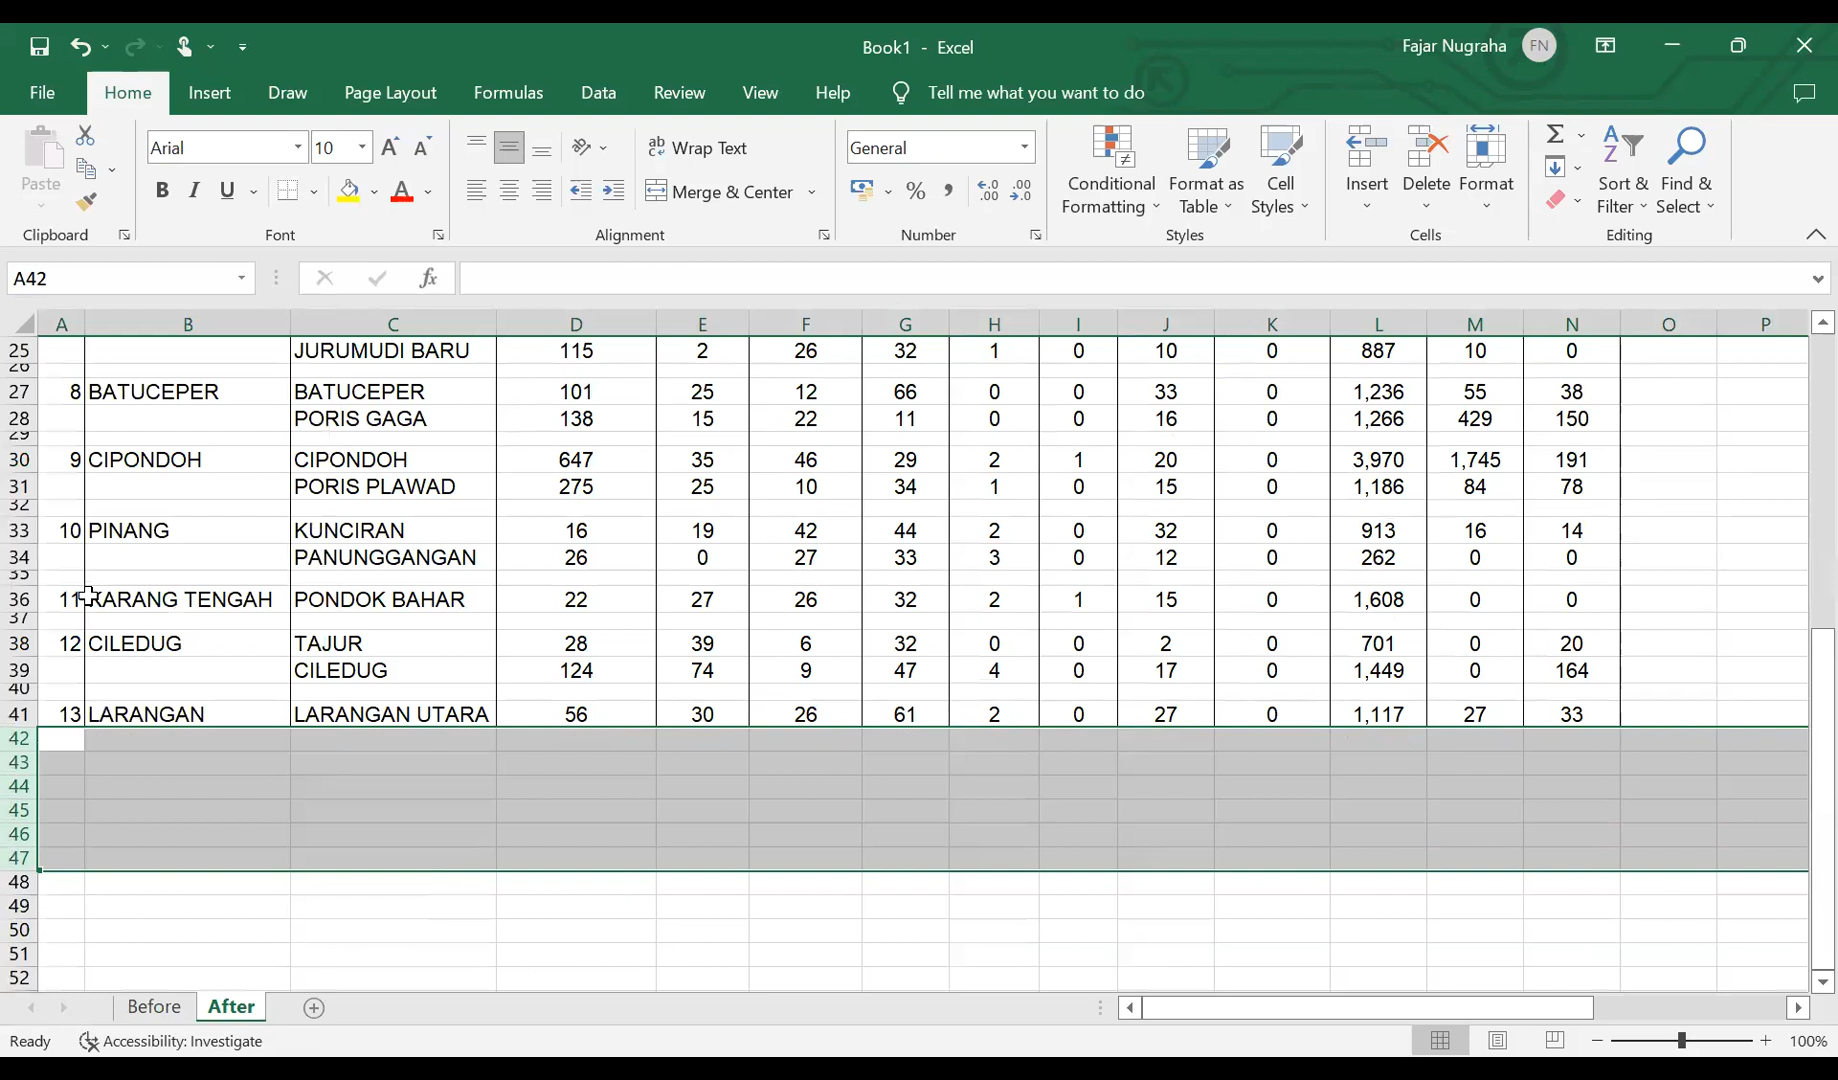 Book1 - Excel
Fajar Nugraha FN
File Home Insert Draw Page Layout Formulas Data Review View Help Tell me what you want to do
Paste
Clipboard
Arial 10
B I U A
Font
ab Wrap Text
Merge & Center
Alignment
General
% ,
Number
Conditional Formatting
Format as Table
Cell Styles
Styles
Insert Delete Format
Cells
Sort & Filter
Find & Select
Editing
A42 fx
A B C D E F G H I J K L M N O P
25 JURUMUDI BARU 115 2 26 32 1 0 10 0 887 10 0
26
27 8 BATUCEPER BATUCEPER 101 25 12 66 0 0 33 0 1,236 55 38
28 PORIS GAGA 138 15 22 11 0 0 16 0 1,266 429 150
29
30 9 CIPONDOH CIPONDOH 647 35 46 29 2 1 20 0 3,970 1,745 191
31 PORIS PLAWAD 275 25 10 34 1 0 15 0 1,186 84 78
32
33 10 PINANG KUNCIRAN 16 19 42 44 2 0 32 0 913 16 14
34 PANUNGGANGAN 26 0 27 33 3 0 12 0 262 0 0
35
36 11 KARANG TENGAH PONDOK BAHAR 22 27 26 32 2 1 15 0 1,608 0 0
37
38 12 CILEDUG TAJUR 28 39 6 32 0 0 2 0 701 0 20
39 CILEDUG 124 74 9 47 4 0 17 0 1,449 0 164
40
41 13 LARANGAN LARANGAN UTARA 56 30 26 61 2 0 27 0 1,117 27 33
42
43
44
45
46
47
48
49
50
51
52
Before After
Ready Accessibility: Investigate 100%